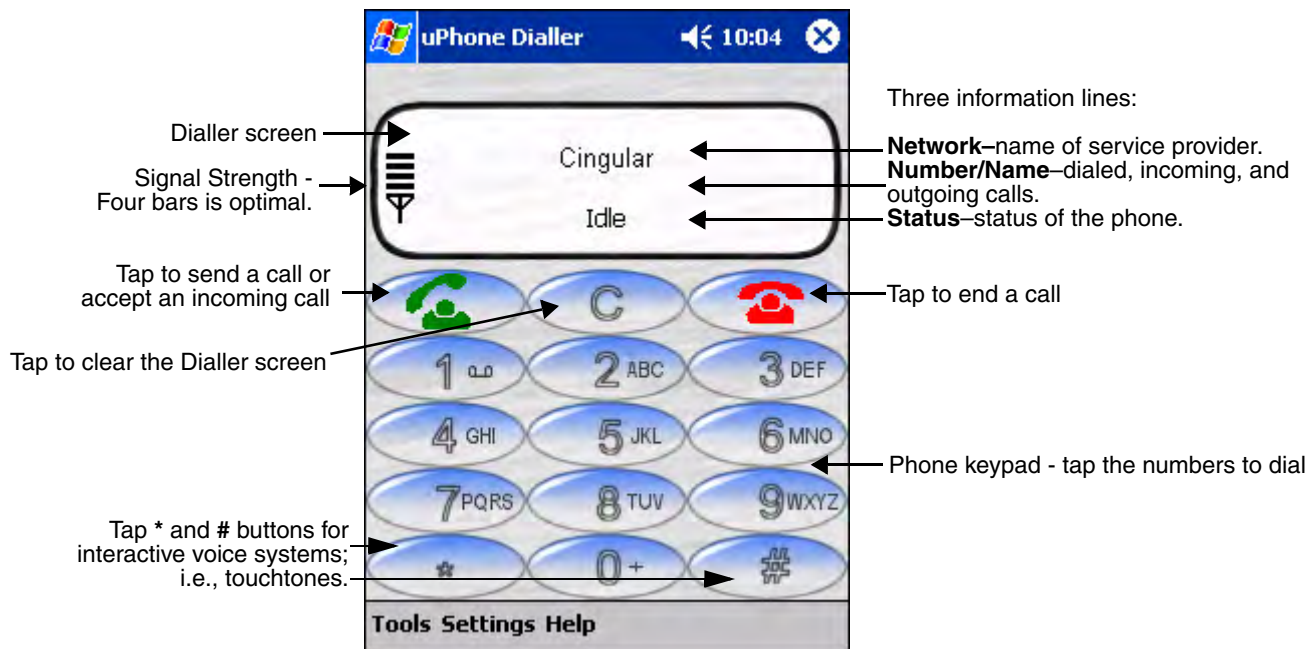 uPhone Dialler 10:04
Three information lines:
Dialler screen
Cingular
Network–name of service provider.
Number/Name–dialed, incoming, and
outgoing calls.
Signal Strength -
Four bars is optimal.
Idle
Status–status of the phone.
Tap to send a call or
accept an incoming call
C
Tap to end a call
Tap to clear the Dialler screen
1
2 ABC
3 DEF
4 GHI
5 JKL
6 MNO
Phone keypad - tap the numbers to dial
7 PQRS
8 TUV
9 WXYZ
Tap * and # buttons for
interactive voice systems;
i.e., touchtones.
*
0 +
#
Tools Settings Help